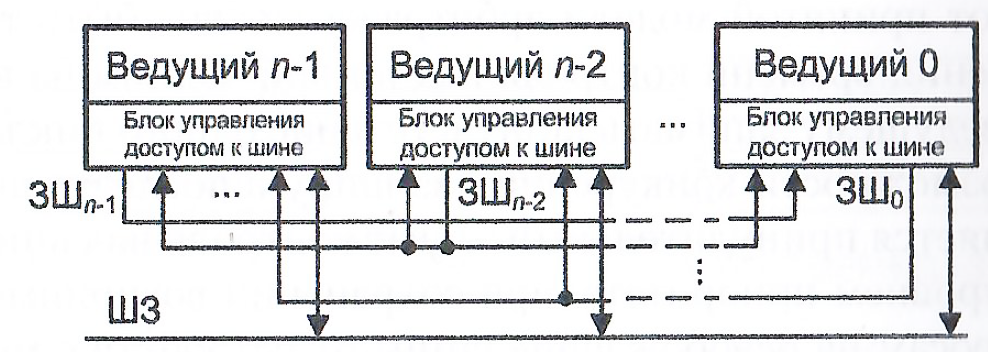 Ведущий n-1
Ведущий n-2
Ведущий 0
Блок управления
доступом к шине
Блок управления
доступом к шине
...
Блок управления
доступом к шине
ЗШn-1
...
ЗШn-2
ЗШ0
...
ШЗ